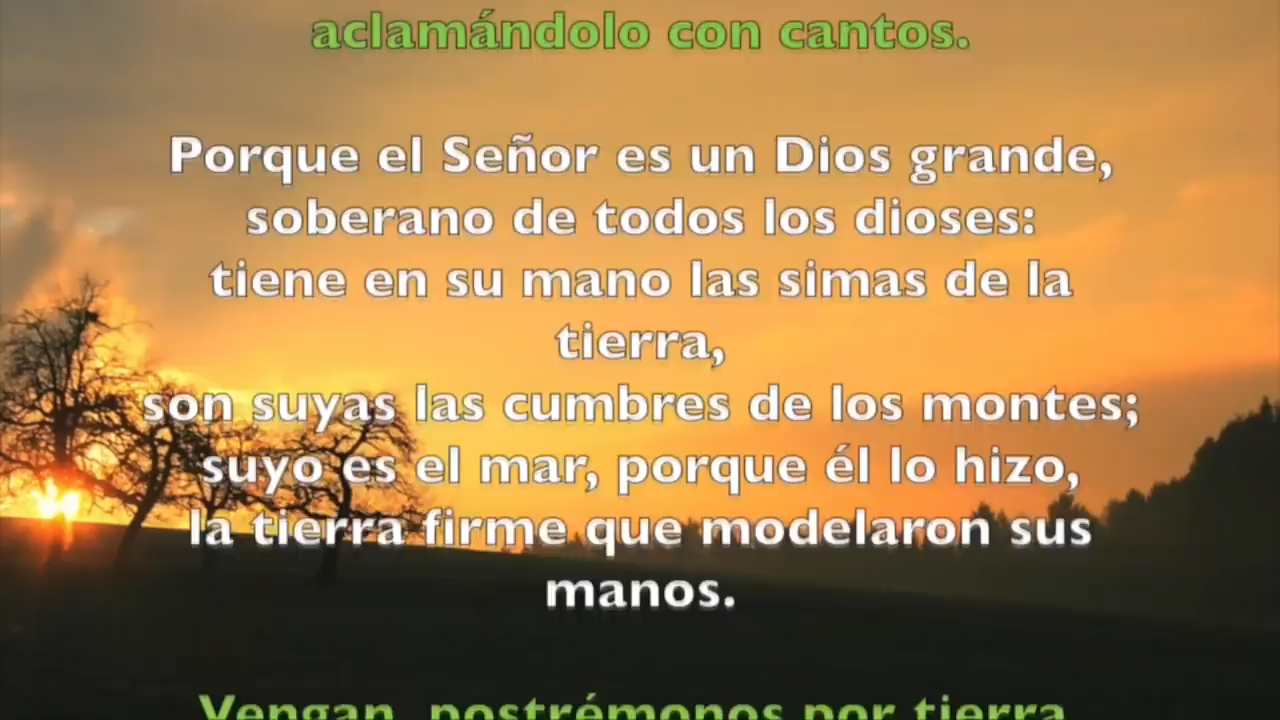 aclamándolo con cantos.
Porque el Señor es un Dios grande,
soberano de todos los dioses:
tiene en su mano las simas de la
tierra,
son suyas las cumbres de los montes;
suyo es el mar, porque él lo hizo,
la tierra firme que modelaron sus
manos.
Vengan, postrémonos por tierra